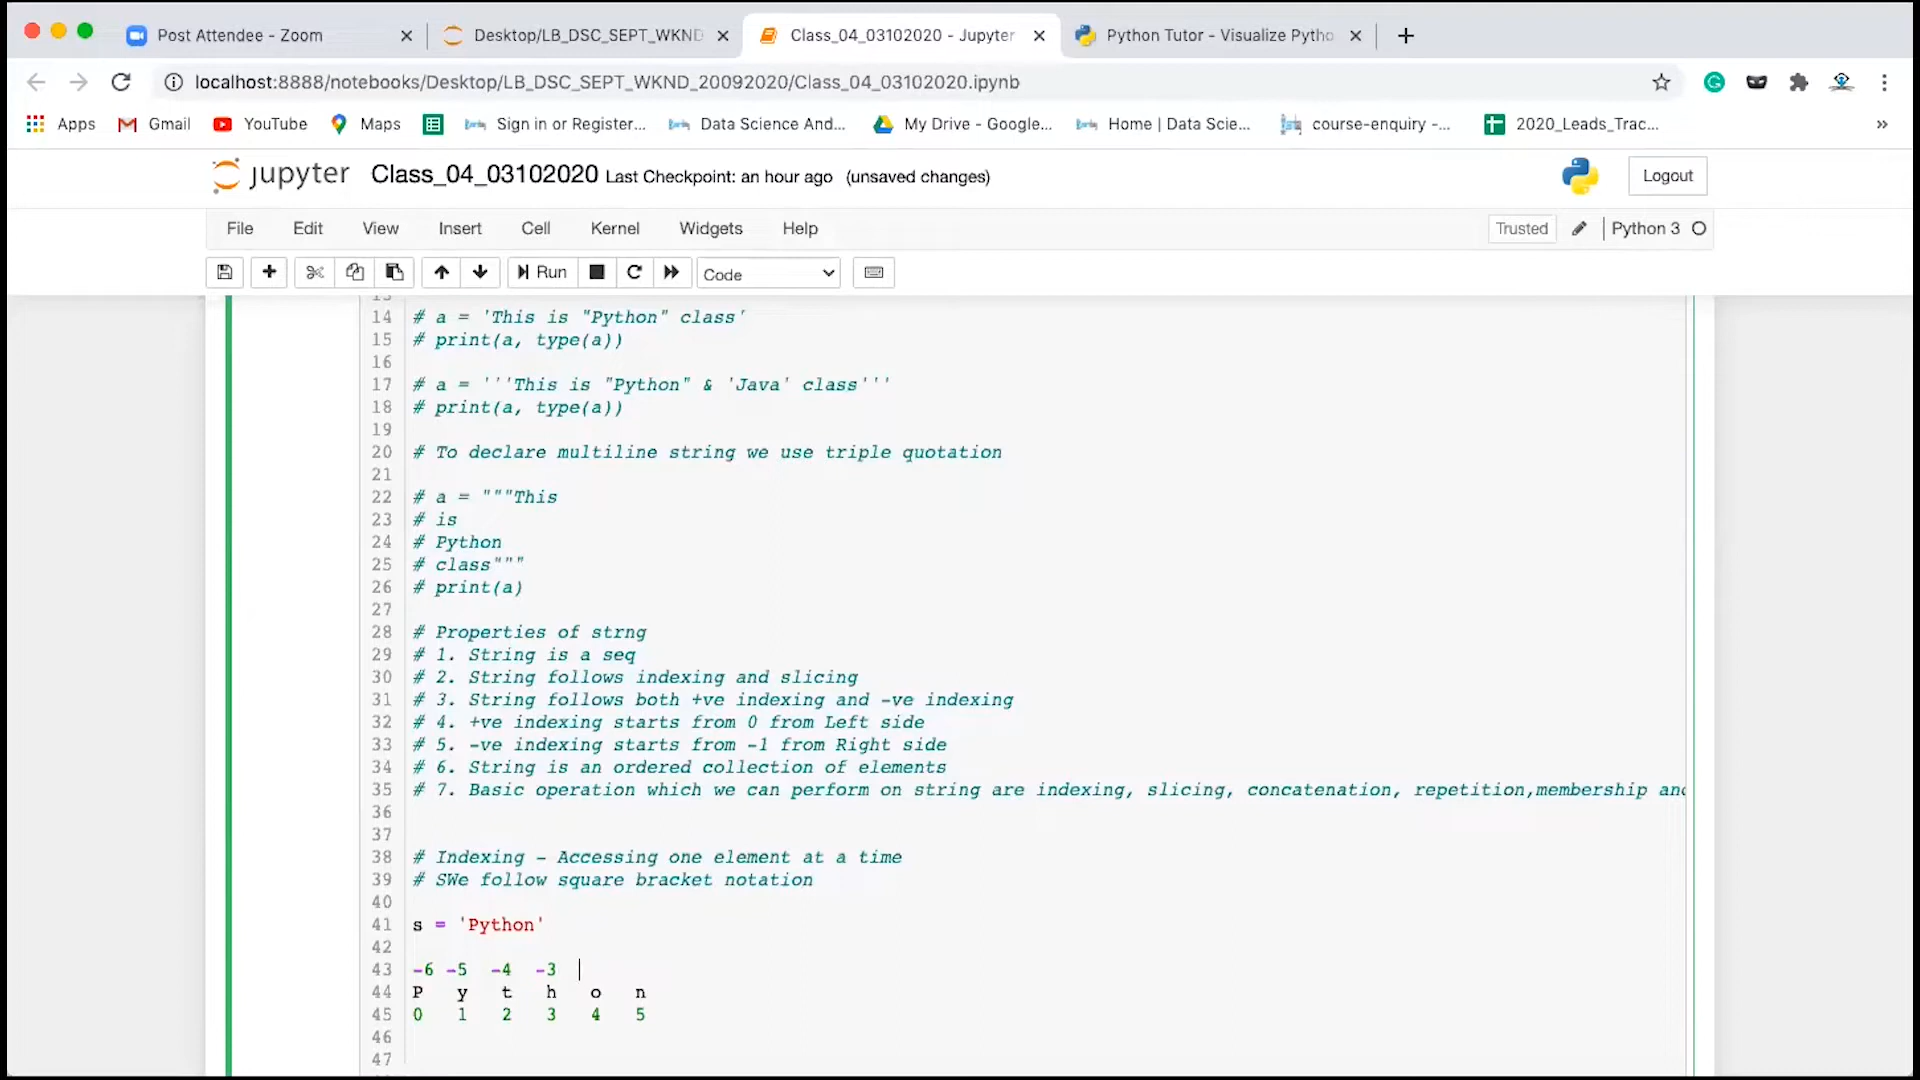 Post Attendee - Zoom
Desktop/LB_DSC_SEPT_WKND
Class_04_03102020 - Jupyter
Python Tutor - Visualize Pytho
localhost:8888/notebooks/Desktop/LB_DSC_SEPT_WKND_20092020/Class_04_03102020.ipynb
Apps Gmail YouTube Maps Sign in or Register... Data Science And... My Drive - Google... Home | Data Scie... course-enquiry -... 2020_Leads_Trac... »
jupyter Class_04_03102020 Last Checkpoint: an hour ago (unsaved changes) Logout
File Edit View Insert Cell Kernel Widgets Help Trusted Python 3
Run Code
13
14 # a = 'This is "Python" class'
15 # print(a, type(a))
16
17 # a = '''This is "Python" & 'Java' class'''
18 # print(a, type(a))
19
20 # To declare multiline string we use triple quotation
21
22 # a = """This
23 # is
24 # Python
25 # class"""
26 # print(a)
27
28 # Properties of strng
29 # 1. String is a seq
30 # 2. String follows indexing and slicing
31 # 3. String follows both +ve indexing and -ve indexing
32 # 4. +ve indexing starts from 0 from Left side
33 # 5. -ve indexing starts from -1 from Right side
34 # 6. String is an ordered collection of elements
35 # 7. Basic operation which we can perform on string are indexing, slicing, concatenation, repetition,membership and
36
37
38 # Indexing - Accessing one element at a time
39 # SWe follow square bracket notation
40
41 s = 'Python'
42
43 -6 -5 -4 -3
44 P y t h o n
45 0 1 2 3 4 5
46
47